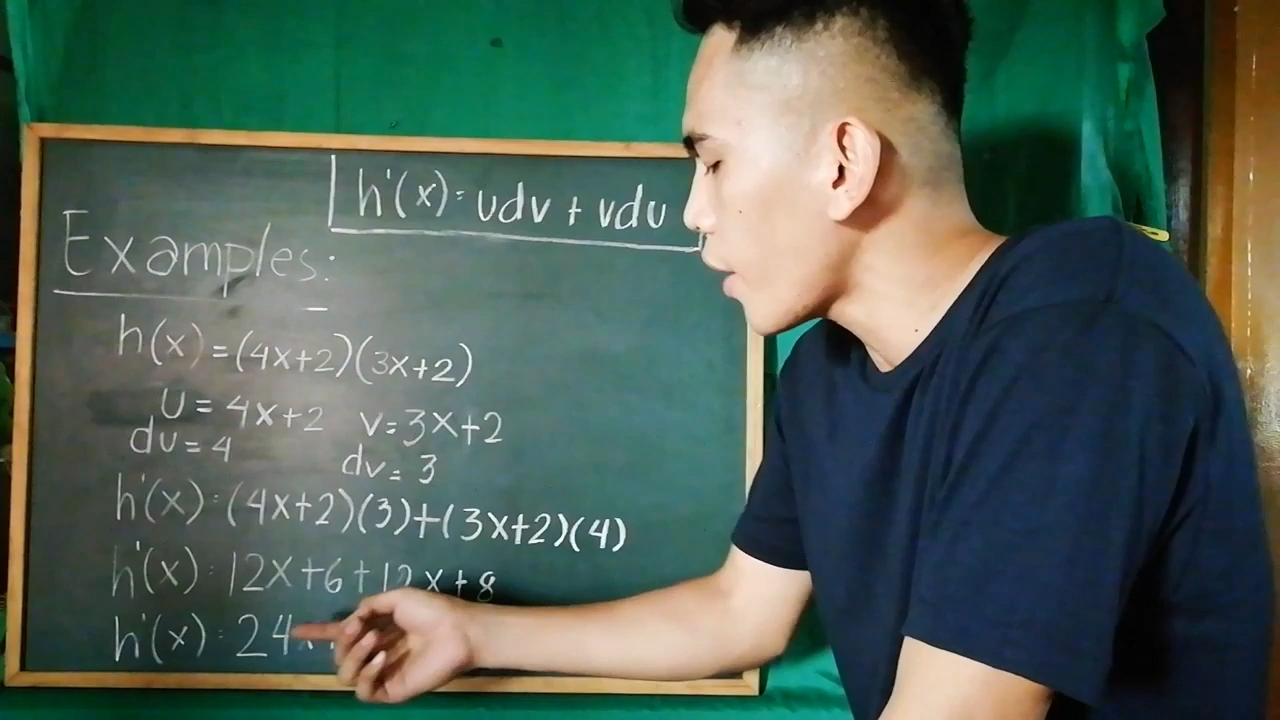 h'(x) = udv + vdu
Examples:
h(x) = (4x+2)(3x+2)
u = 4x+2 v = 3x+2
du = 4 dv = 3
h'(x) = (4x+2)(3)+(3x+2)(4)
h'(x) = 12x+6+12x+8
h'(x) = 24x